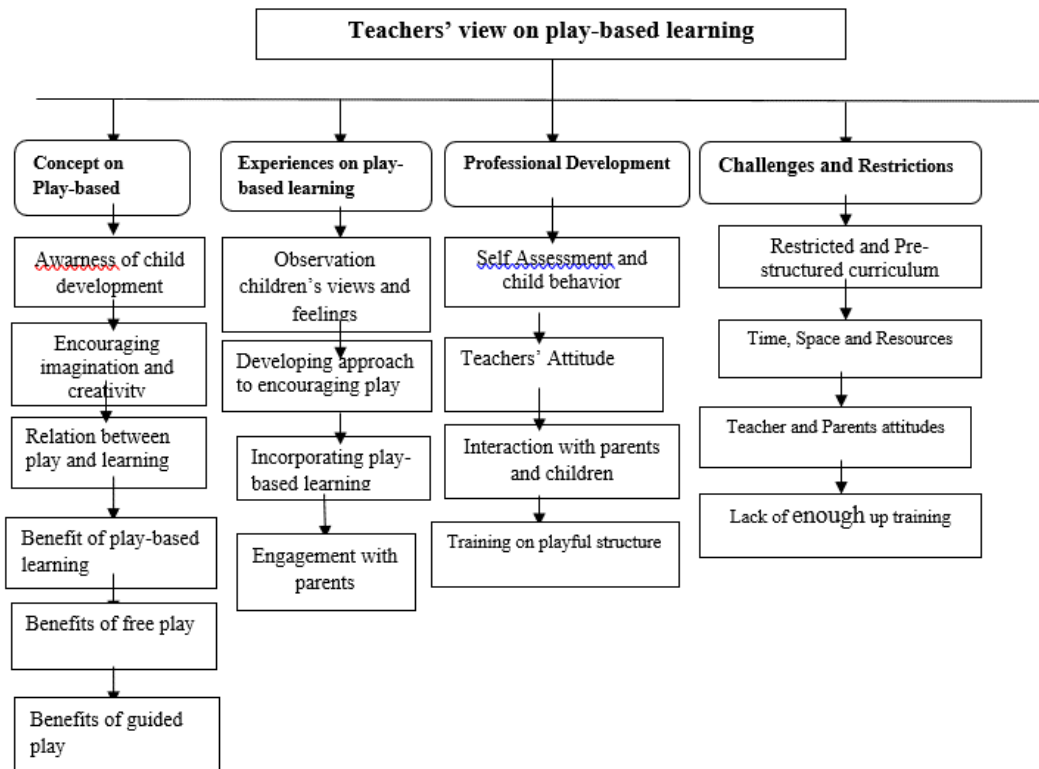 Teachers’ view on play-based learning
Concept on
Play-based
Awarness of child
development
Encouraging
imagination and
creativity
Relation between
play and learning
Benefit of play-based
learning
Benefits of free play
Benefits of guided
play
Experiences on play-
based learning
Observation
children’s views and
feelings
Developing approach
to encouraging play
Incorporating play-
based learning
Engagement with
parents
Professional Development
Self Assessment and
child behavior
Teachers’ Attitude
Interaction with parents
and children
Training on playful structure
Challenges and Restrictions
Restricted and Pre-
structured curriculum
Time, Space and Resources
Teacher and Parents attitudes
Lack of enough up training